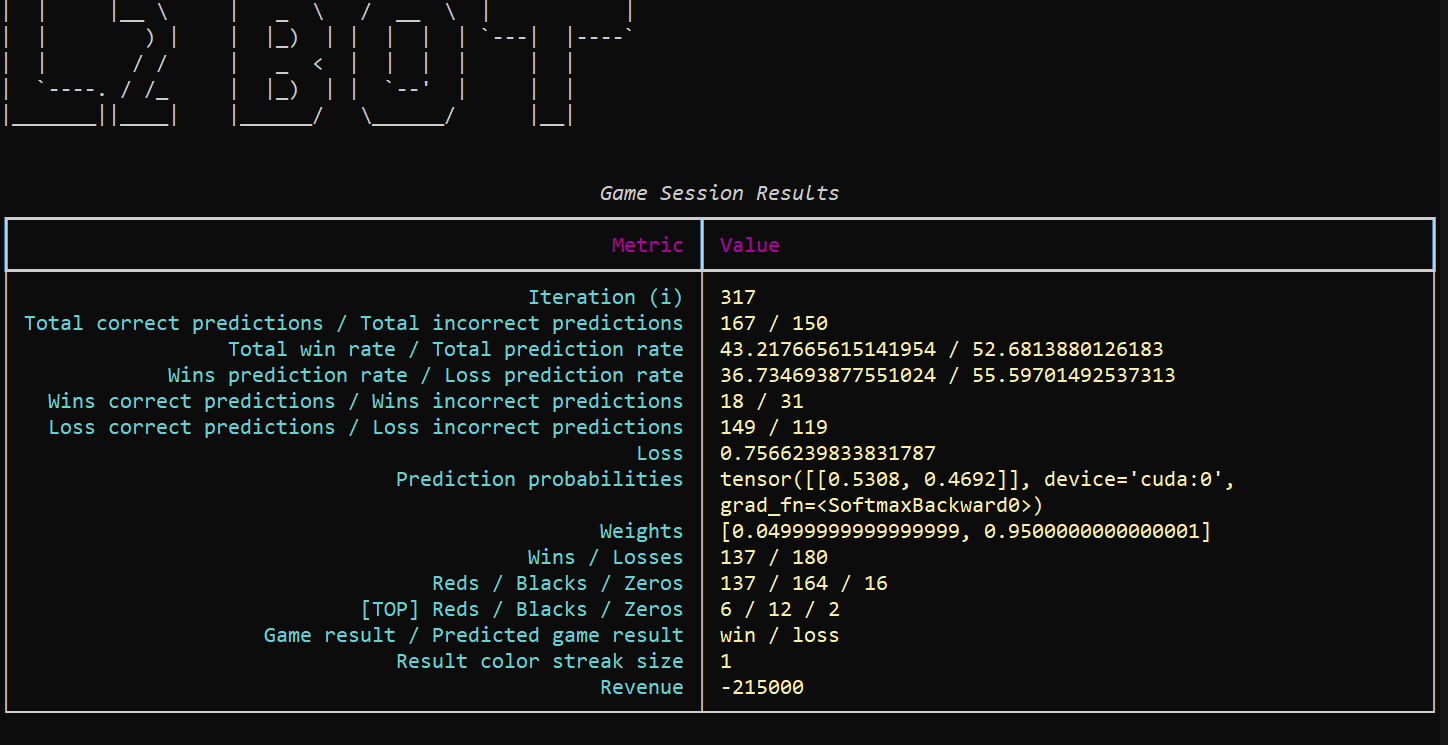 L2 BOT
Game Session Results
Metric Value
Iteration (i) 317
Total correct predictions / Total incorrect predictions 167 / 150
Total win rate / Total prediction rate 43.217665615141954 / 52.6813880126183
Wins prediction rate / Loss prediction rate 36.734693877551024 / 55.59701492537313
Wins correct predictions / Wins incorrect predictions 18 / 31
Loss correct predictions / Loss incorrect predictions 149 / 119
Loss 0.7566239833831787
Prediction probabilities tensor([[0.5308, 0.4692]], device='cuda:0',
grad_fn=<SoftmaxBackward0>)
Weights [0.04999999999999999, 0.9500000000000001]
Wins / Losses 137 / 180
Reds / Blacks / Zeros 137 / 164 / 16
[TOP] Reds / Blacks / Zeros 6 / 12 / 2
Game result / Predicted game result win / loss
Result color streak size 1
Revenue -215000